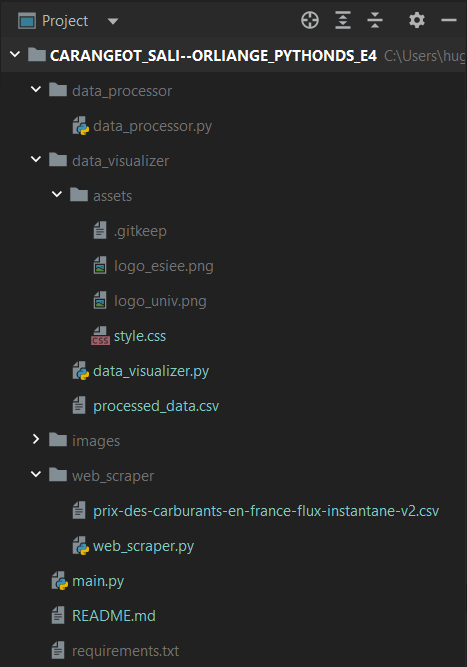 Project
CARANGEOT_SALI--ORLIANGE_PYTHONDS_E4 C:\Users\hug
data_processor
data_processor.py
data_visualizer
assets
.gitkeep
logo_esiee.png
logo_univ.png
CSS style.css
data_visualizer.py
processed_data.csv
images
web_scraper
prix-des-carburants-en-france-flux-instantane-v2.csv
web_scraper.py
main.py
README.md
requirements.txt